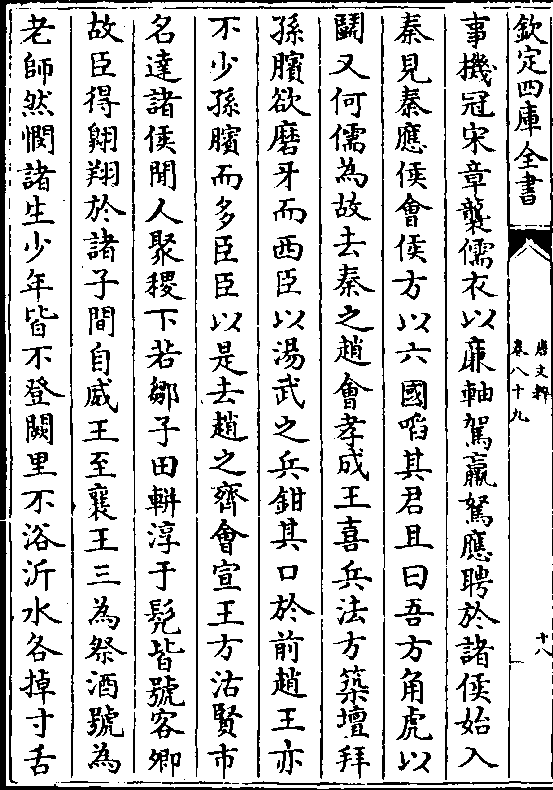 欽定四庫全書
唐文粹
卷八十九
十八
事機冠宋章襲儒衣以廉軸駕羸駑應聘於諸侯始入
秦見秦應侯會侯方以六國啗其君且曰吾方角虎以
鬭又何儒為故去秦之趙會孝成王喜兵法方築壇拜
孫臏欲磨牙而西臣以湯武之兵鉗其口於前趙王亦
不少孫臏而多臣臣以是去趙之齊會宣王方沽賢市
名達諸侯聞人聚稷下若鄒子田駢淳于髠皆號客卿
故臣得翺翔於諸子間自威王至襄王三為祭酒號為
老師然憫諸生少年皆不登闕里不浴沂水各掉寸舌